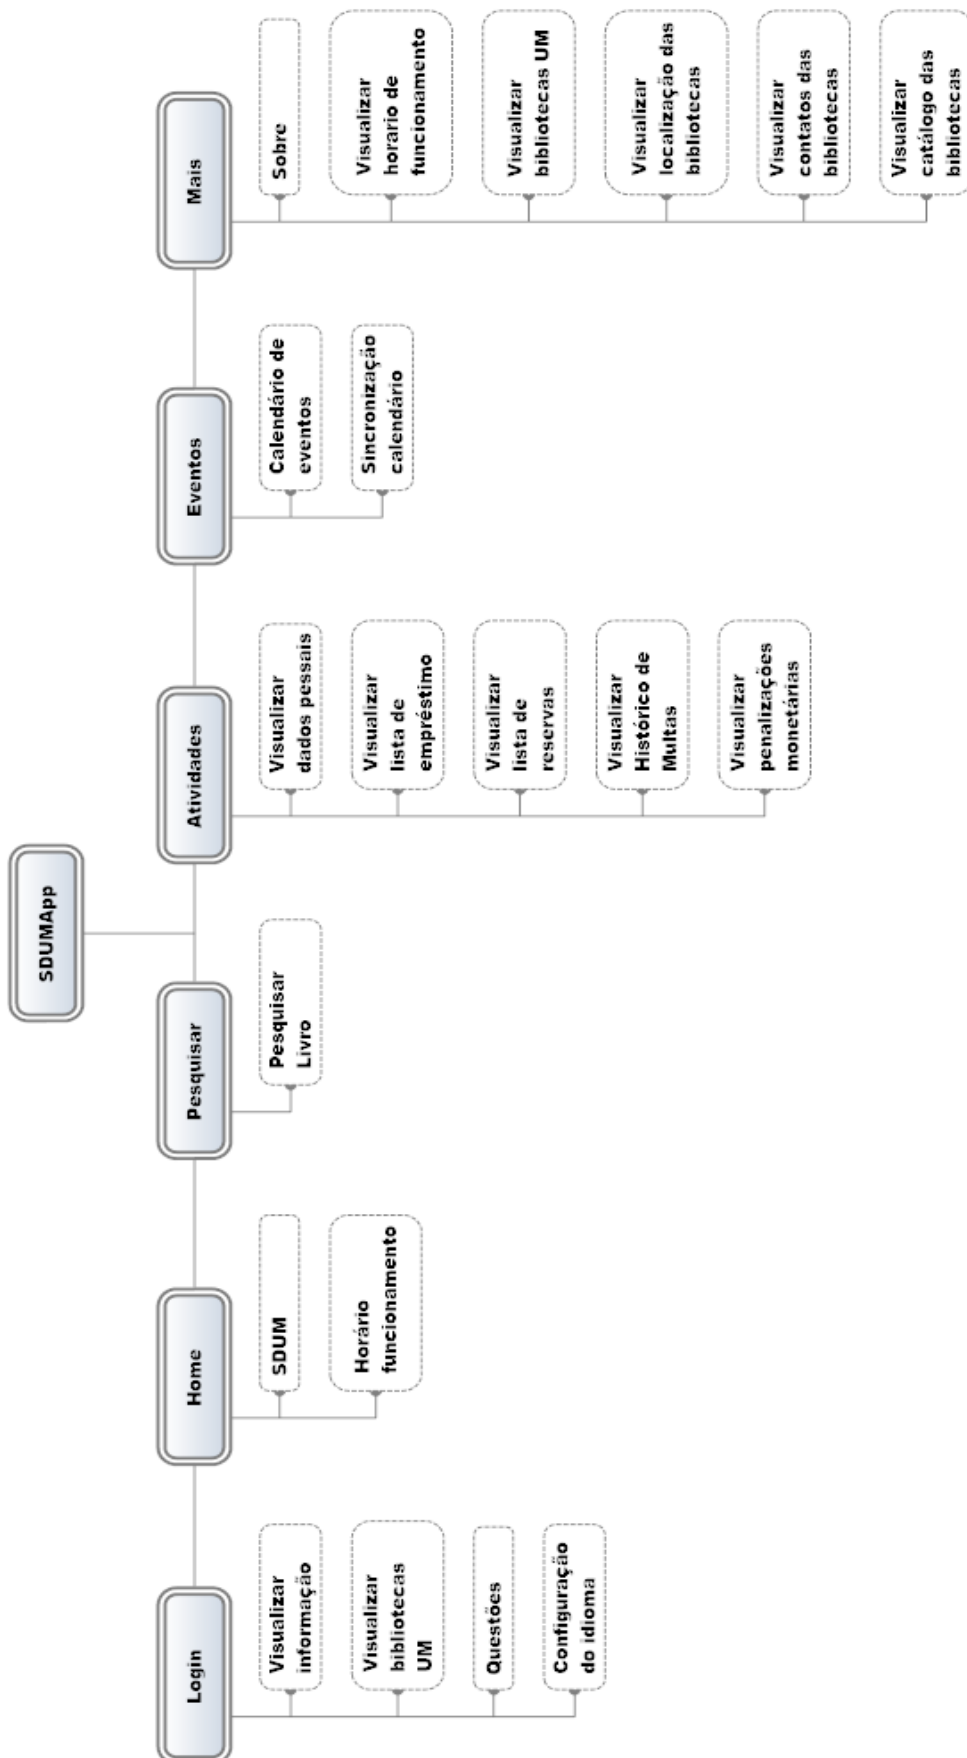 SDUMApp
Login
Visualizar
informação
Visualizar
bibliotecas
UM
Questões
Configuração
do idioma
Home
SDUM
Horário
funcionamento
Pesquisar
Pesquisar
Livro
Atividades
Visualizar
dados pessais
Visualizar
lista de
empréstimo
Visualizar
lista de
reservas
Visualizar
Histórico de
Multas
Visualizar
penalizações
monetárias
Eventos
Calendário de
eventos
Sincronização
calendário
Mais
Sobre
Visualizar
horario de
funcionamento
Visualizar
bibliotecas UM
Visualizar
localização das
bibliotecas
Visualizar
contatos das
bibliotecas
Visualizar
catálogo das
bibliotecas